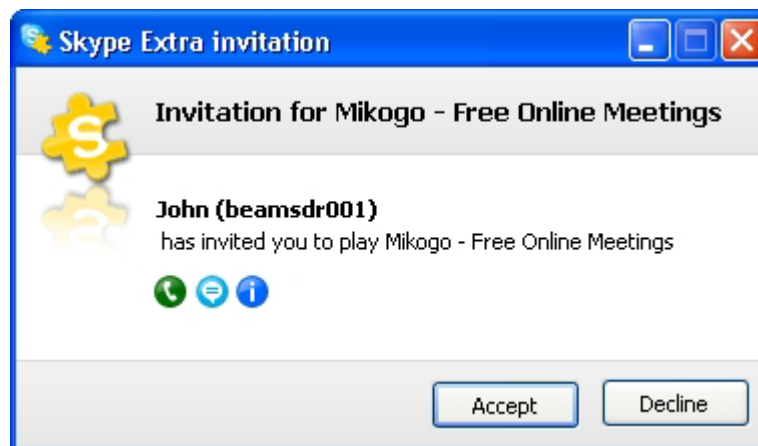 Skype Extra invitation
Invitation for Mikogo - Free Online Meetings
John (beamsdr001)
has invited you to play Mikogo - Free Online Meetings
Accept
Decline